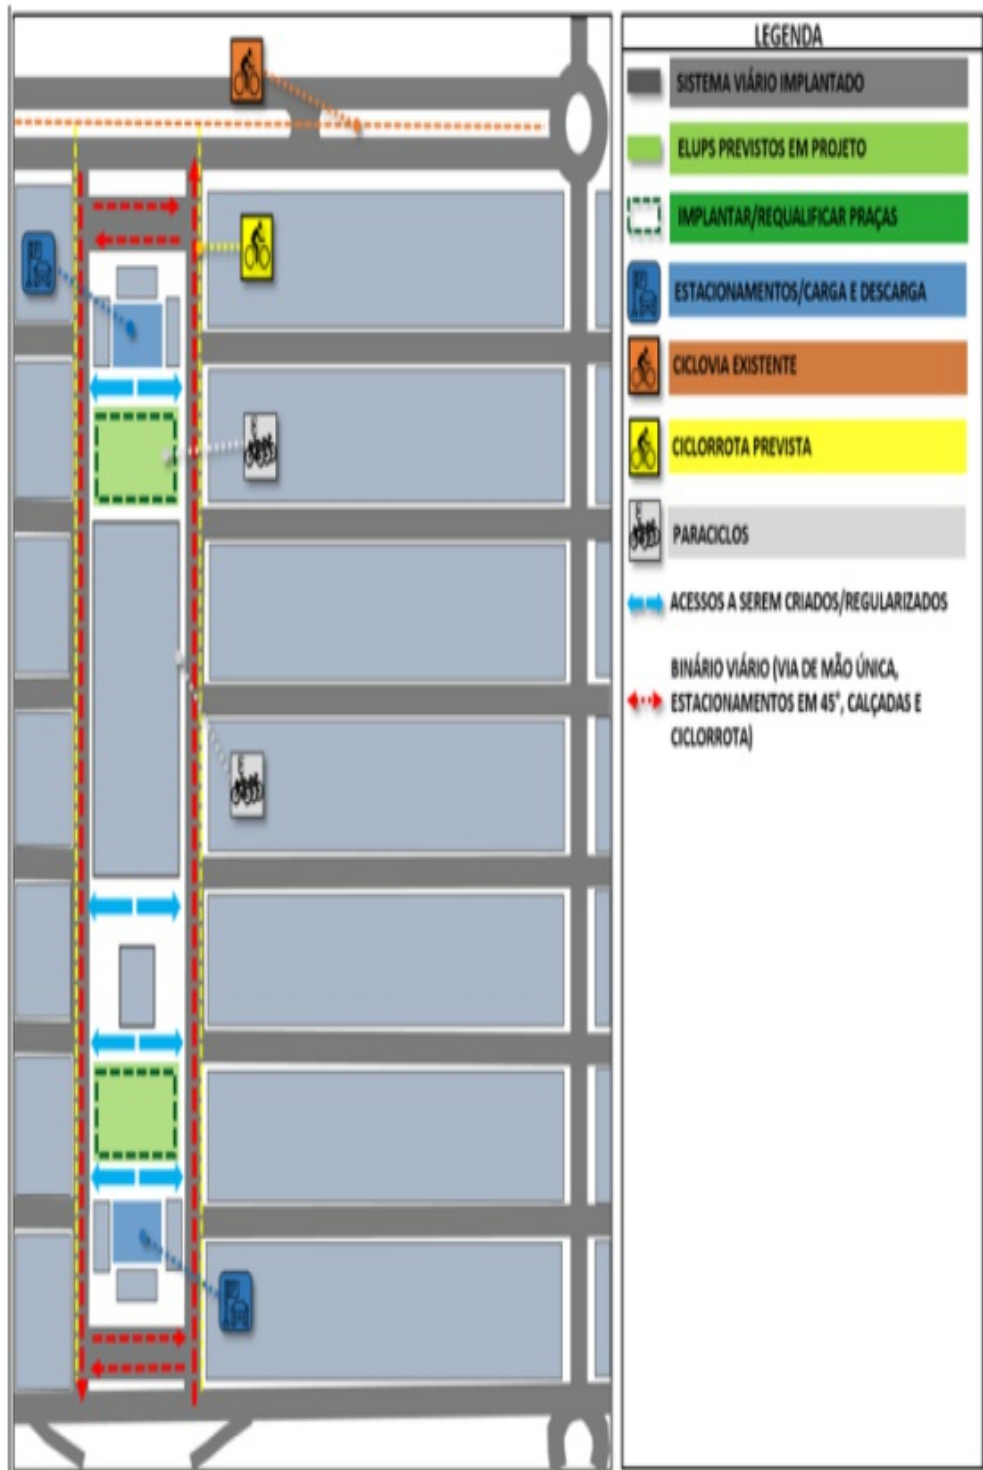 LEGENDA
SISTEMA VIÁRIO IMPLANTADO
ELUPS PREVISTOS EM PROJETO
IMPLANTAR/REQUALIFICAR PRAÇAS
ESTACIONAMENTOS/CARGA E DESCARGA
CICLOVIA EXISTENTE
CICLORROTA PREVISTA
PARACICLOS
ACESSOS A SEREM CRIADOS/REGULARIZADOS
BINÁRIO VIÁRIO (VIA DE MÃO ÚNICA,
ESTACIONAMENTOS EM 45°, CALÇADAS E
CICLORROTA)